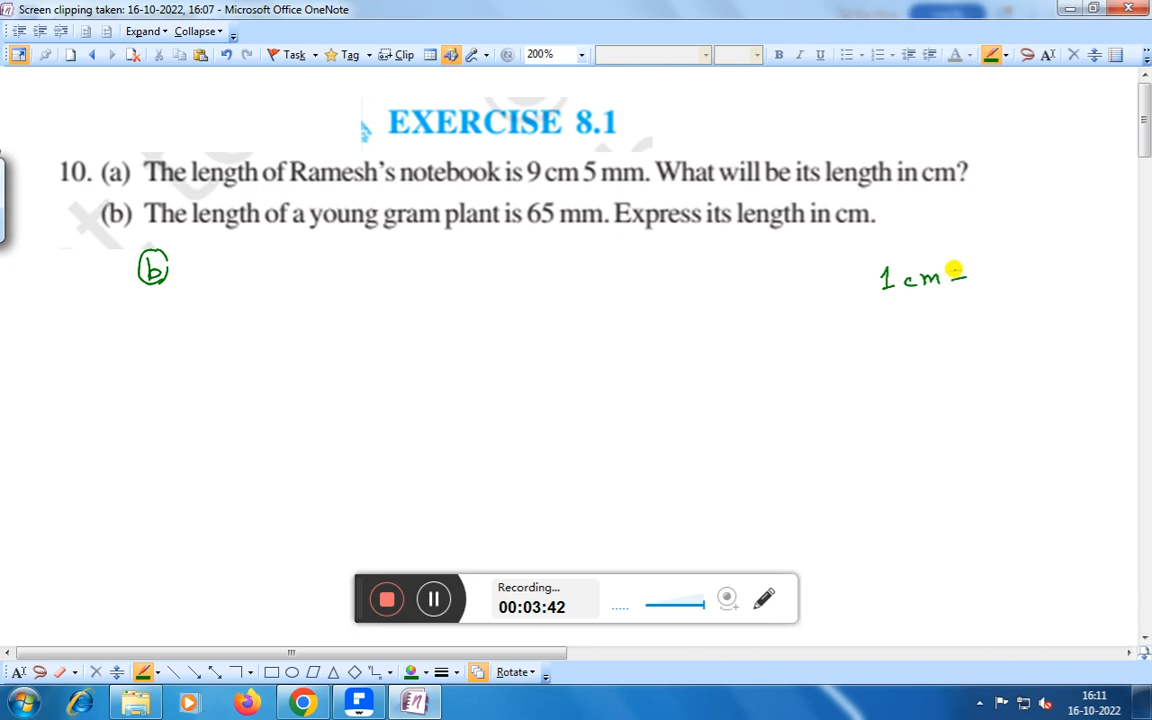 Screen clipping taken: 16-10-2022, 16:07 - Microsoft Office OneNote
Expand Collapse
Task Tag Clip 200% B I U A
EXERCISE 8.1
10. (a) The length of Ramesh's notebook is 9 cm 5 mm. What will be its length in cm?
(b) The length of a young gram plant is 65 mm. Express its length in cm.
b 1 cm =
Recording...
00:03:42
Rotate
16:11
16-10-2022